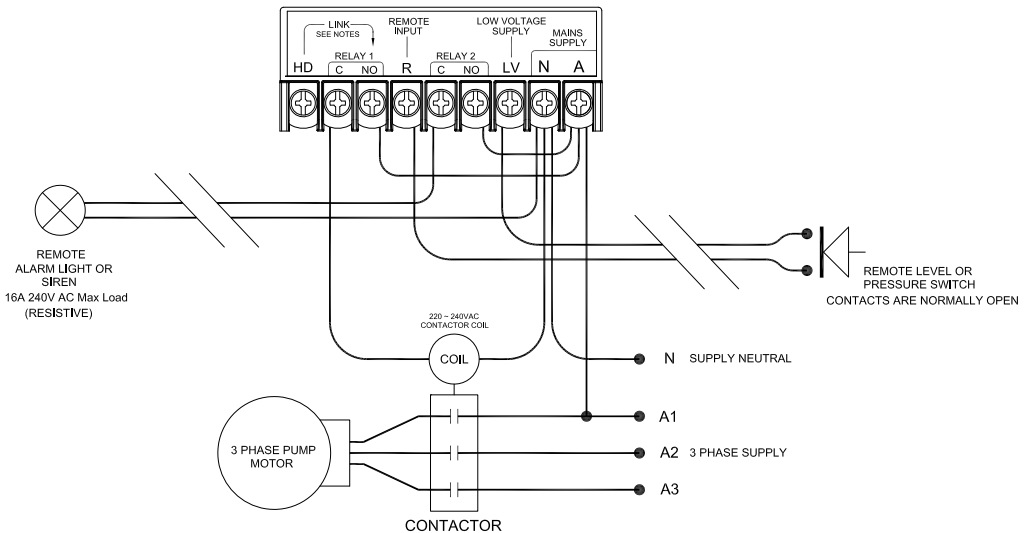 LINK
SEE NOTES
REMOTE
INPUT
LOW VOLTAGE
SUPPLY
MAINS
SUPPLY
RELAY 1
RELAY 2
HD C NO R C NO LV N A
REMOTE
ALARM LIGHT OR
SIREN
16A 240V AC Max Load
(RESISTIVE)
REMOTE LEVEL OR
PRESSURE SWITCH
CONTACTS ARE NORMALLY OPEN
220 ~ 240VAC
CONTACTOR COIL
COIL
N SUPPLY NEUTRAL
A1
3 PHASE PUMP
MOTOR
A2 3 PHASE SUPPLY
A3
CONTACTOR